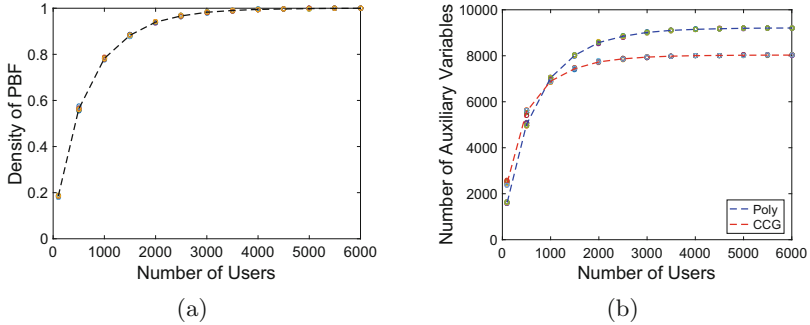 Density of PBF
1
0.8
0.6
0.4
0.2
0
0 1000 2000 3000 4000 5000 6000
Number of Users
(a)
Number of Auxiliary Variables
10000
8000
6000
4000
2000
0
0 1000 2000 3000 4000 5000 6000
Number of Users
Poly
CCG
(b)